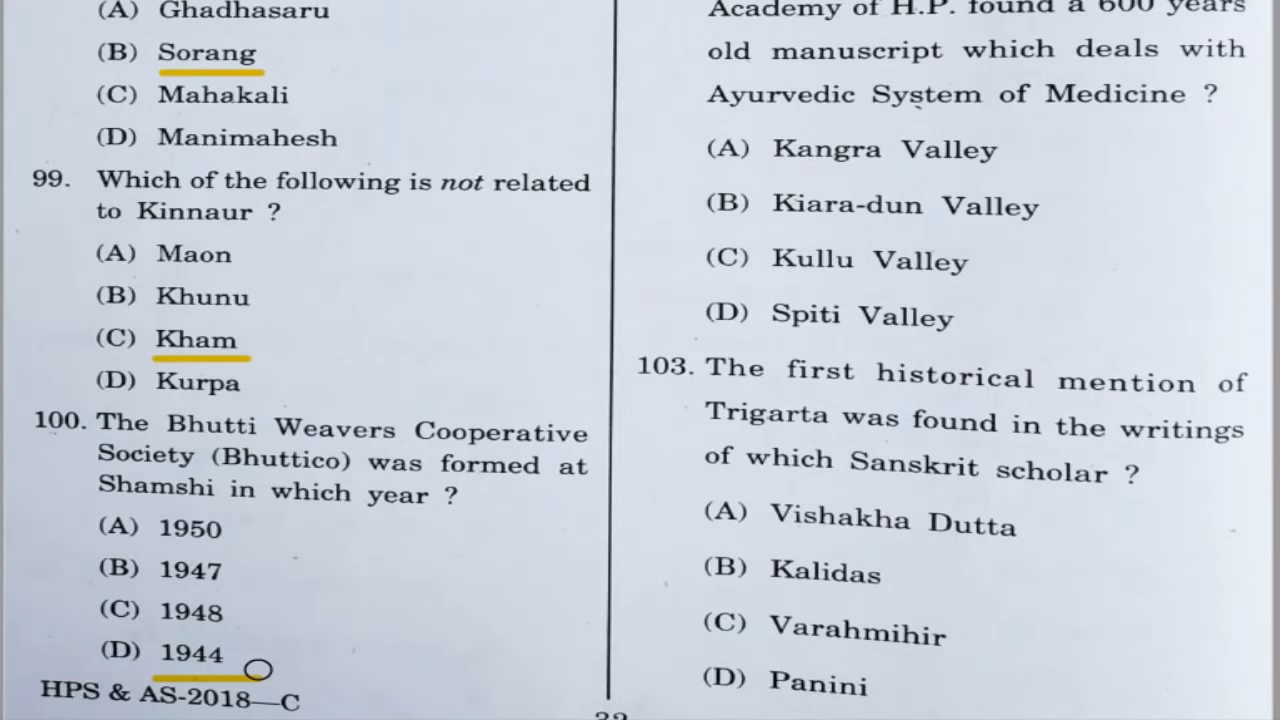 (A) Ghadhasaru
(B) Sorang
(C) Mahakali
(D) Manimahesh
99. Which of the following is not related
to Kinnaur ?
(A) Maon
(B) Khunu
(C) Kham
(D) Kurpa
100. The Bhutti Weavers Cooperative
Society (Bhuttico) was formed at
Shamshi in which year ?
(A) 1950
(B) 1947
(C) 1948
(D) 1944
HPS & AS-2018—C
Academy of H.P. found a 600 years
old manuscript which deals with
Ayurvedic System of Medicine ?
(A) Kangra Valley
(B) Kiara-dun Valley
(C) Kullu Valley
(D) Spiti Valley
103. The first historical mention of
Trigarta was found in the writings
of which Sanskrit scholar ?
(A) Vishakha Dutta
(B) Kalidas
(C) Varahmihir
(D) Panini